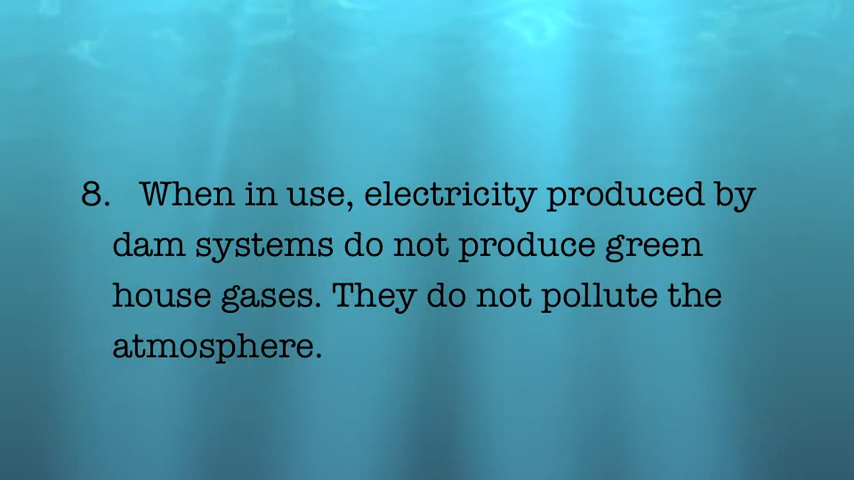 8. When in use, electricity produced by
dam systems do not produce green
house gases. They do not pollute the
atmosphere.